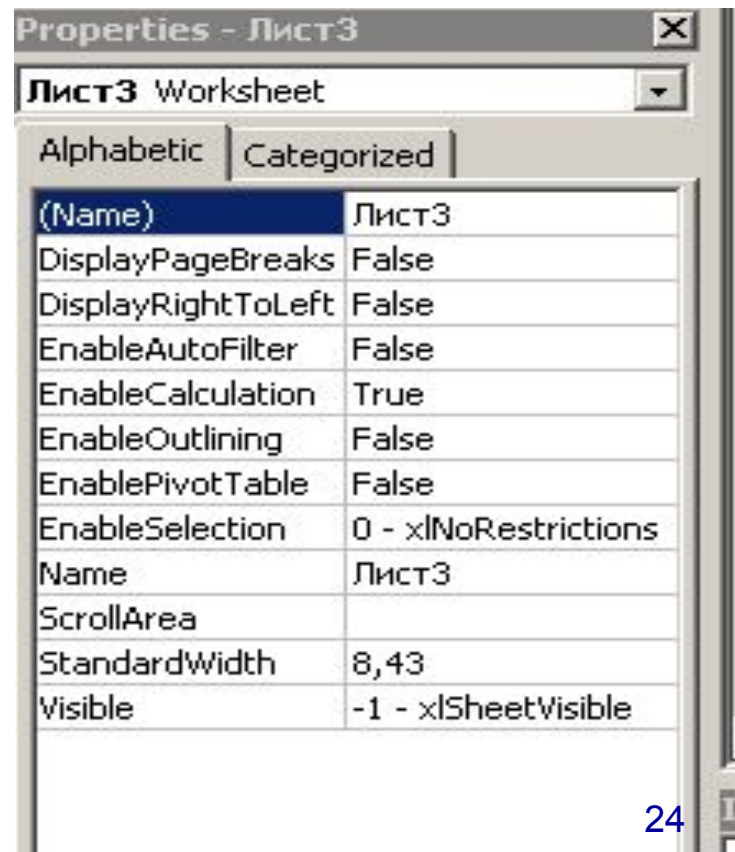 Properties - Лист3
Лист3 Worksheet
Alphabetic Categorized
(Name) Лист3
DisplayPageBreaks False
DisplayRightToLeft False
EnableAutoFilter False
EnableCalculation True
EnableOutlining False
EnablePivotTable False
EnableSelection 0 - xlNoRestrictions
Name Лист3
ScrollArea
StandardWidth 8,43
Visible -1 - xlSheetVisible
24